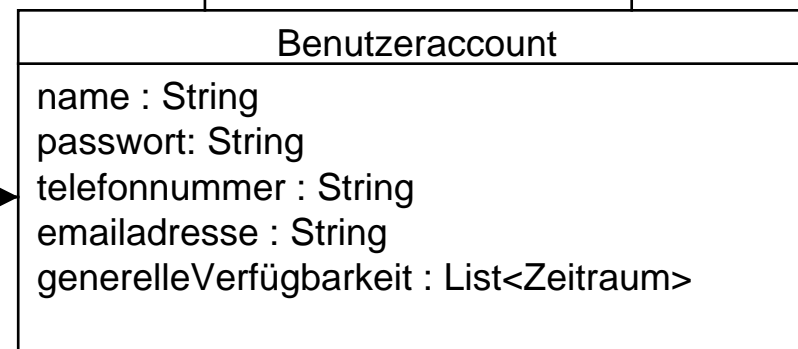 Benutzeraccount
name : String
passwort: String
telefonnummer : String
emailadresse : String
generelleVerfügbarkeit : List<Zeitraum>